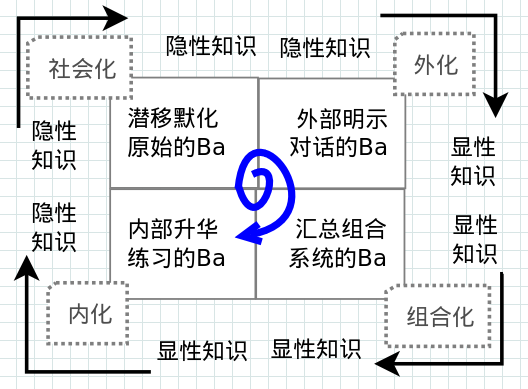 隐性知识
隐性知识
社会化
外化
潜移默化
原始的Ba
外部明示
对话的Ba
隐性
知识
显性
知识
隐性
知识
显性
知识
内部升华
练习的Ba
汇总组合
系统的Ba
内化
组合化
显性知识
显性知识